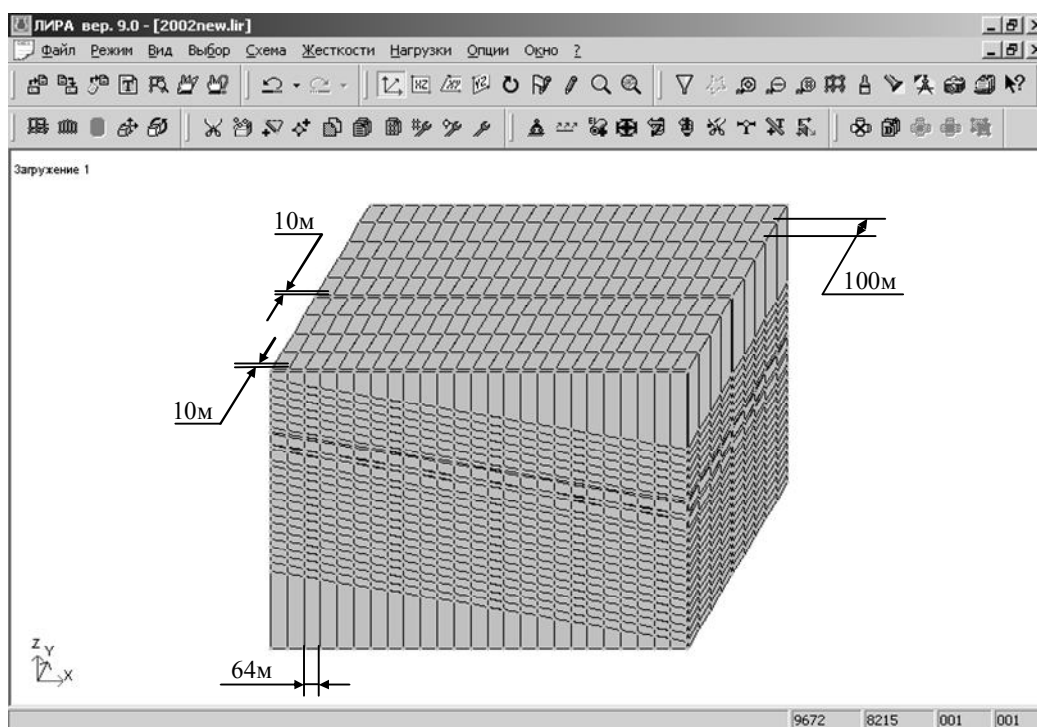 ЛИРА вер. 9.0 - [2002new.lir]
Файл Режим Вид Выбор Схема Жесткости Нагрузки Опции Окно ?
Загружение 1
10м
100м
10м
64м
Z
Y
X
9672 8215 001 001